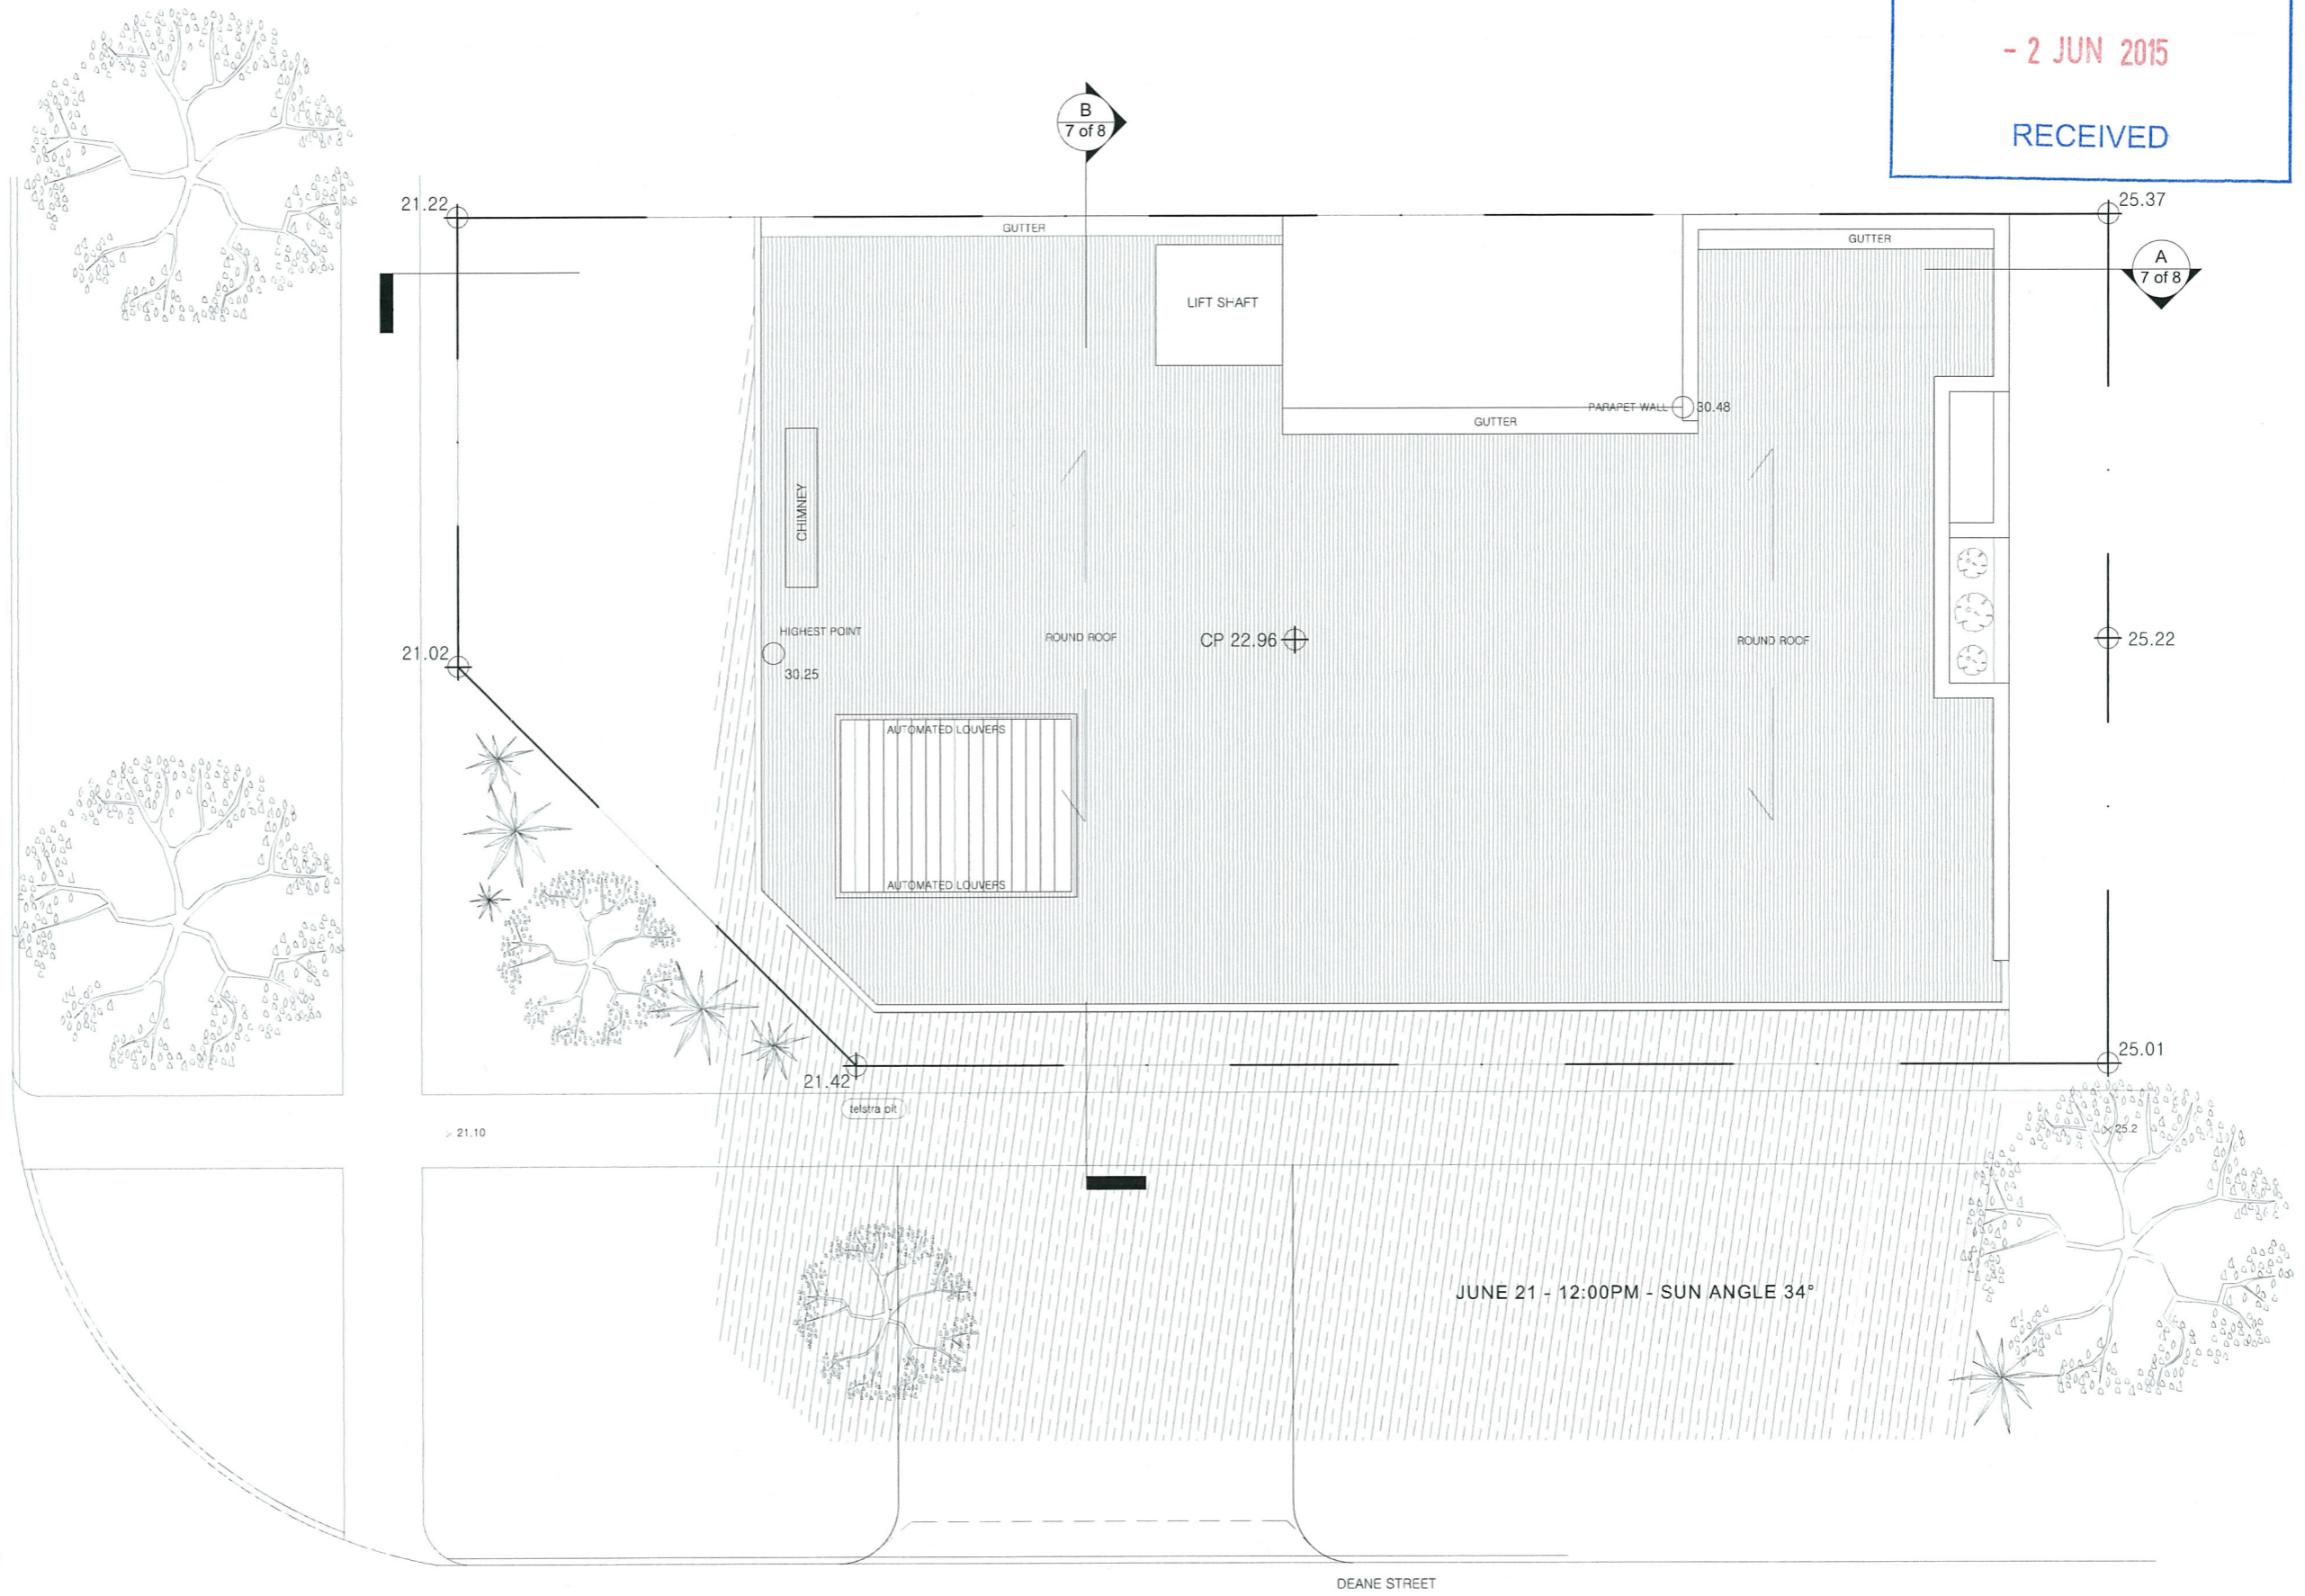 - 2 JUN 2015
RECEIVED
B
7 of 8
21.22
25.37
GUTTER
GUTTER
A
7 of 8
LIFT SHAFT
PARAPET WALL
30.48
GUTTER
CHIMNEY
HIGHEST POINT
30.25
ROUND ROOF
CP 22.96
ROUND ROOF
25.22
21.02
AUTOMATED LOUVERS
AUTOMATED LOUVERS
25.01
21.42
telstra pit
21.10
25.2
JUNE 21 - 12:00PM - SUN ANGLE 34°
DEANE STREET